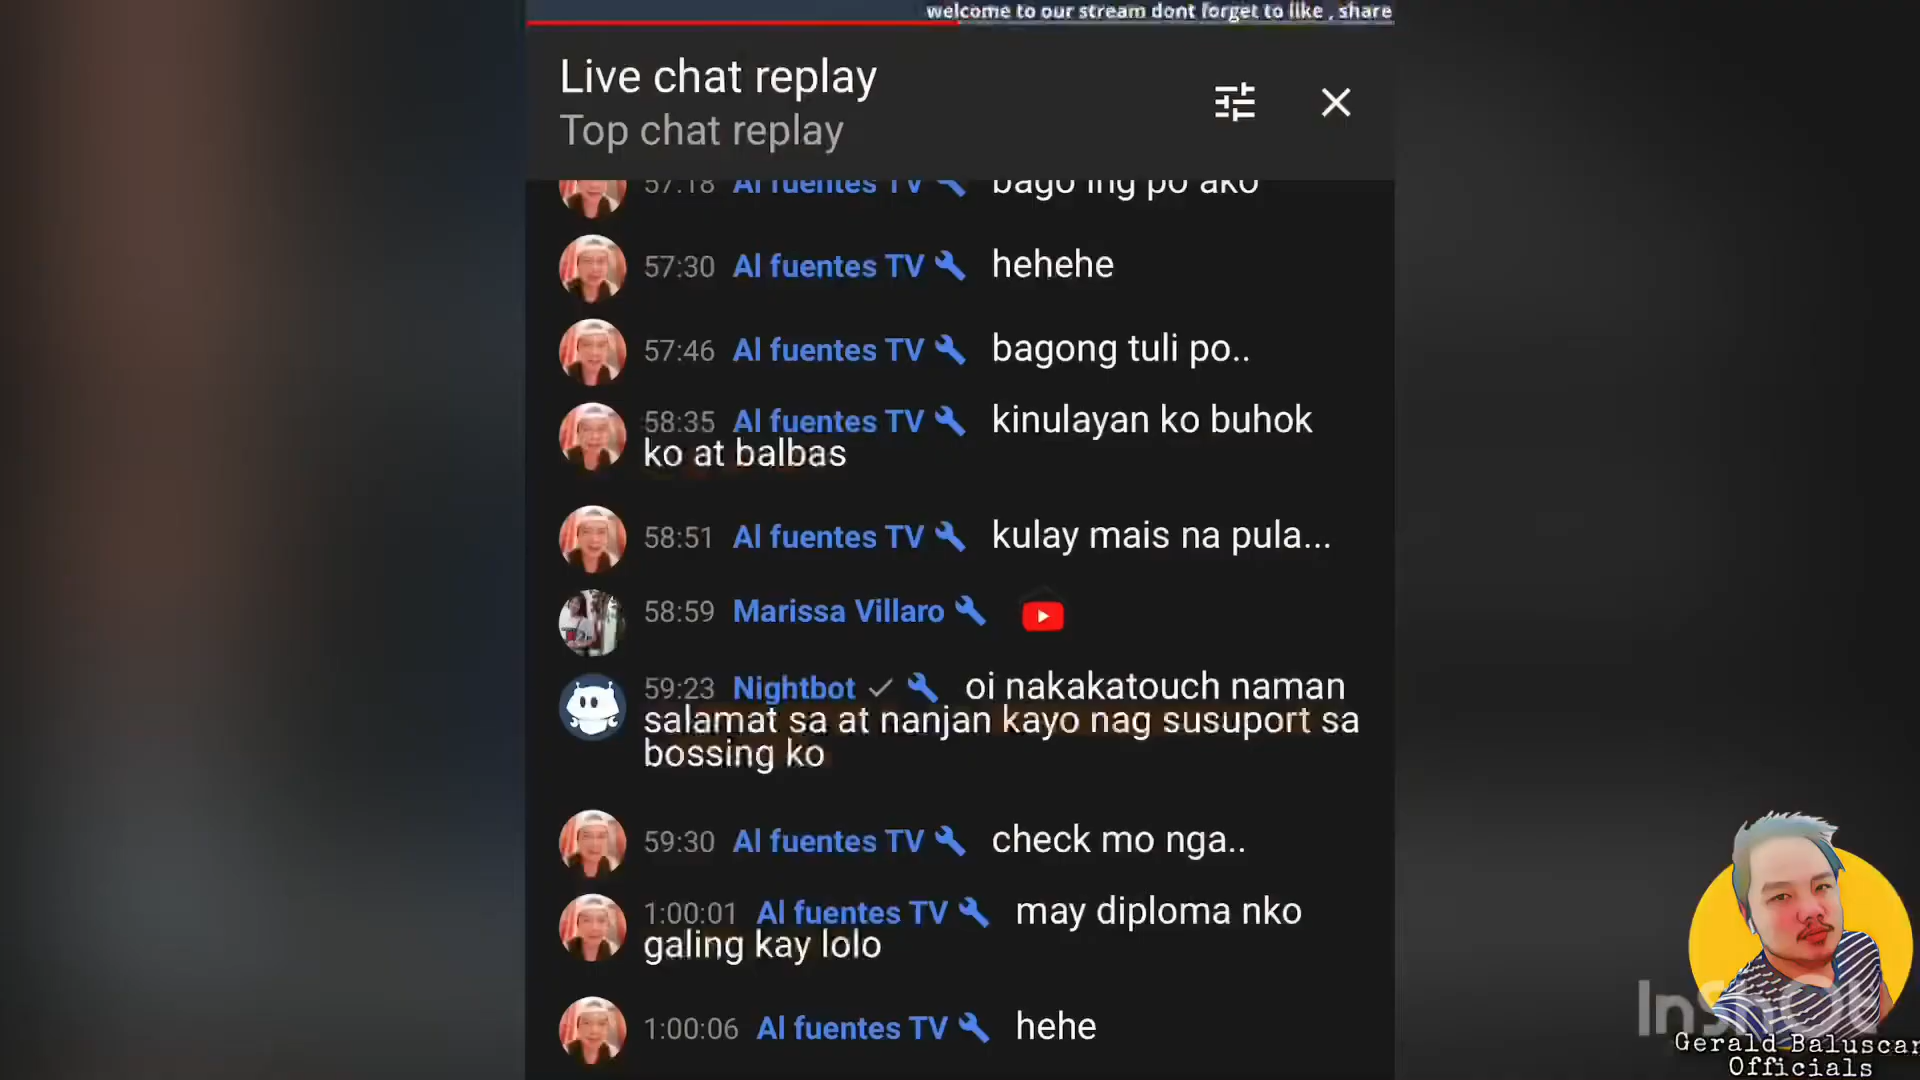 welcome to our stream dont forget to like , share
Live chat replay
Top chat replay
57:18 Al fuentes TV bago ing po ako
57:30 Al fuentes TV hehehe
57:46 Al fuentes TV bagong tuli po..
58:35 Al fuentes TV kinulayan ko buhok
ko at balbas
58:51 Al fuentes TV kulay mais na pula...
58:59 Marissa Villaro
59:23 Nightbot oi nakakatouch naman
salamat sa at nanjan kayo nag susuport sa
bossing ko
59:30 Al fuentes TV check mo nga..
1:00:01 Al fuentes TV may diploma nko
galing kay lolo
1:00:06 Al fuentes TV hehe
InShOt
Gerald Baluscan
Officials